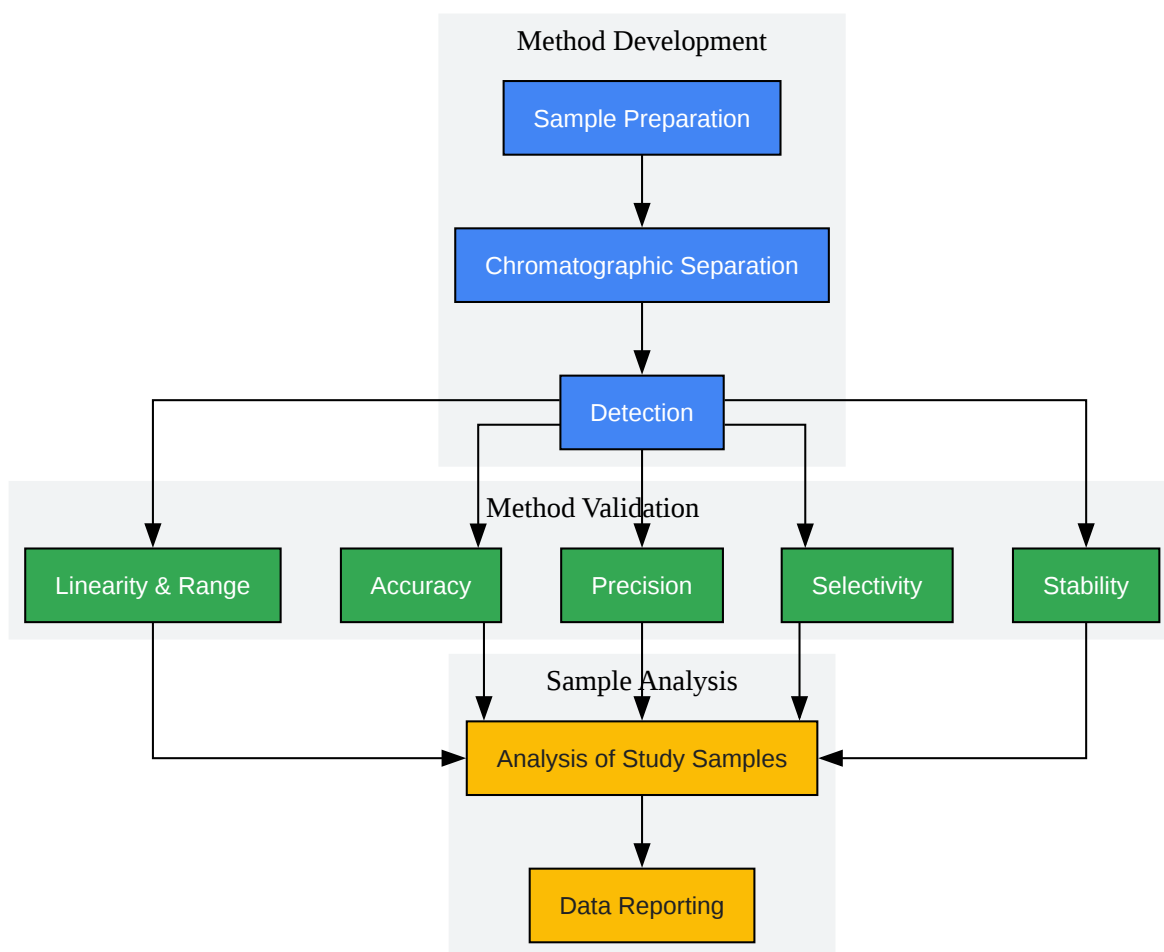 Method Development
Sample Preparation
Chromatographic Separation
Detection
Method Validation
Linearity & Range
Accuracy
Precision
Selectivity
Stability
Sample Analysis
Analysis of Study Samples
Data Reporting